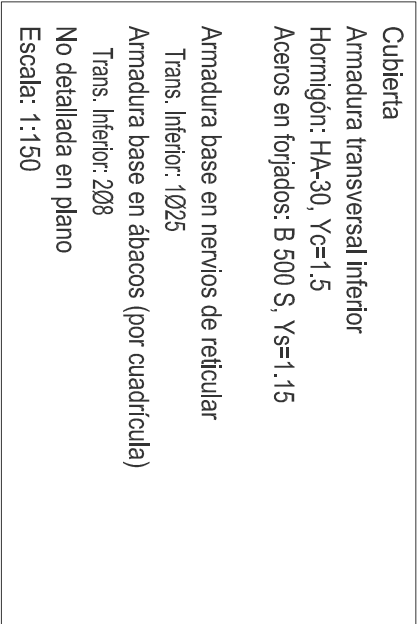 Cubierta
Armadura transversal inferior
Hormigón: HA-30, Yc=1.5
Aceros en forjados: B 500 S, Ys=1.15
Armadura base en nervios de reticular
Trans. Inferior: 1Ø25
Armadura base en ábacos (por cuadrícula)
Trans. Inferior: 2Ø8
No detallada en plano
Escala: 1:150